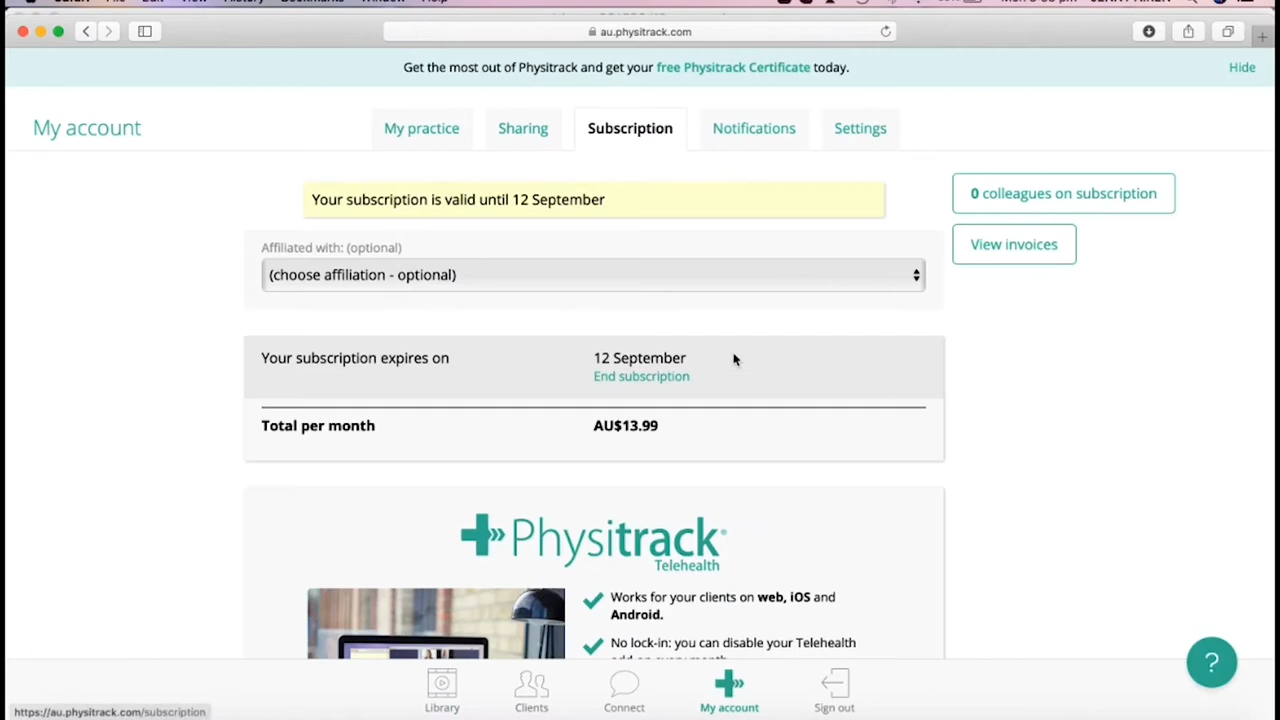 au.physitrack.com
Get the most out of Physitrack and get your free Physitrack Certificate today.
Hide
My account
My practice
Sharing
Subscription
Notifications
Settings
Your subscription is valid until 12 September
0 colleagues on subscription
View invoices
Affiliated with: (optional)
(choose affiliation - optional)
Your subscription expires on
12 September
End subscription
Total per month
AU$13.99
Physitrack
Telehealth
Works for your clients on web, iOS and
Android.
No lock-in: you can disable your Telehealth
?
Library
Clients
Connect
My account
Sign out
https://au.physitrack.com/subscription